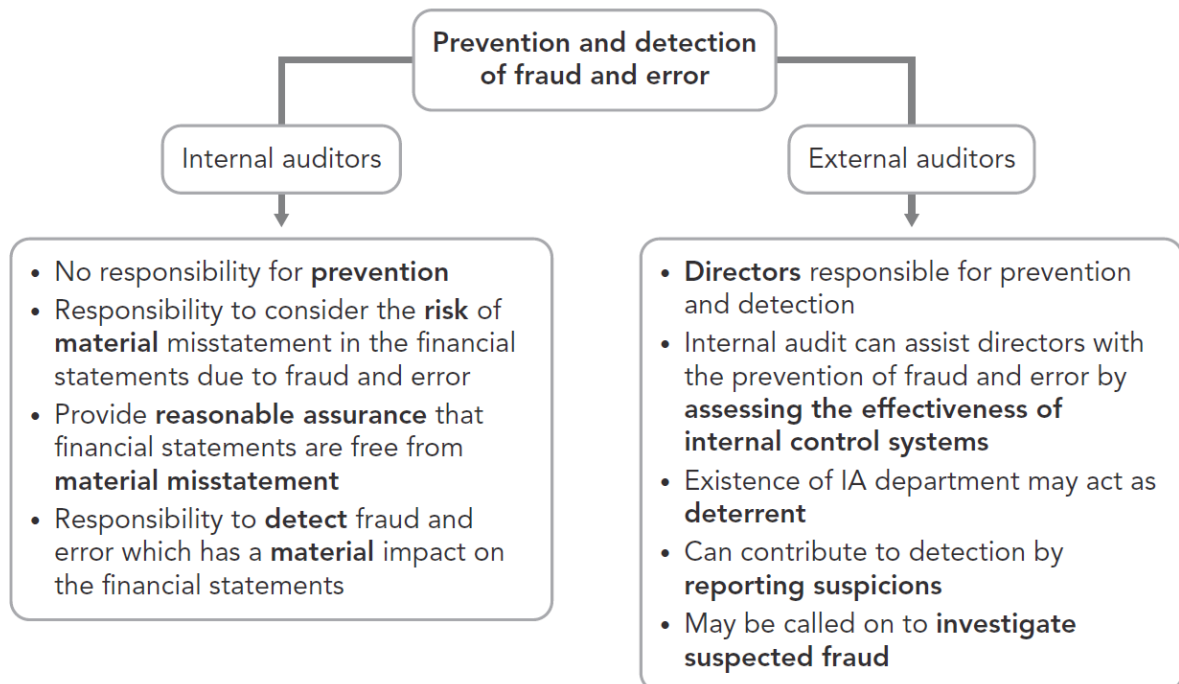 Prevention and detection
of fraud and error
Internal auditors
External auditors
• No responsibility for prevention
• Responsibility to consider the risk of
material misstatement in the financial
statements due to fraud and error
• Provide reasonable assurance that
financial statements are free from
material misstatement
• Responsibility to detect fraud and
error which has a material impact on
the financial statements
• Directors responsible for prevention
and detection
• Internal audit can assist directors with
the prevention of fraud and error by
assessing the effectiveness of
internal control systems
• Existence of IA department may act as
deterrent
• Can contribute to detection by
reporting suspicions
• May be called on to investigate
suspected fraud